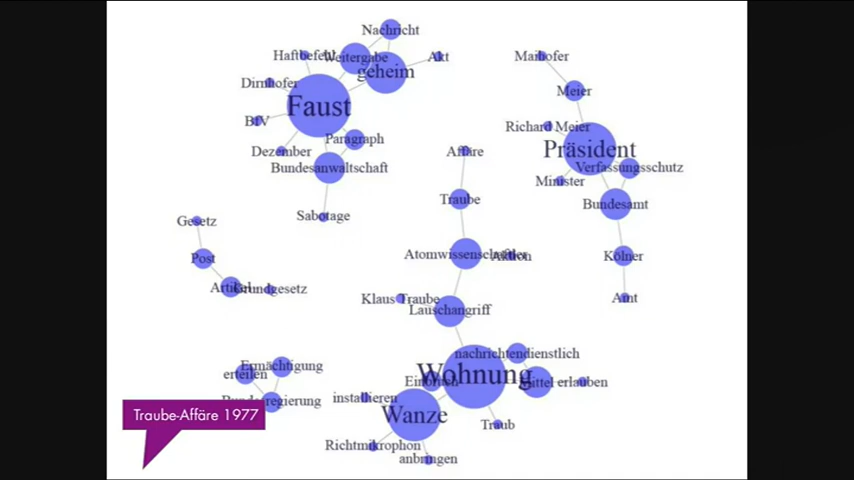 Nachricht
Haftbefehl
Weitergabe
geheim
Akt
Dirnhofer
Faust
BfV
Paragraph
Dezember
Bundesanwaltschaft
Sabotage
Maihofer
Meier
Richard Meier
Präsident
Verfassungsschutz
Minister
Bundesamt
Kölner
Amt
Affäre
Traube
Atomwissenschaftler
Aktion
Klaus Traube
Lauschangriff
Gesetz
Post
Artikel
Grundgesetz
nachrichtendienstlich
Wohnung
Einbruch
Mittel
erlauben
installieren
Wanze
Traub
Richtmikrophon
anbringen
Ermächtigung
erteilen
Bundesregierung
Traube-Affäre 1977